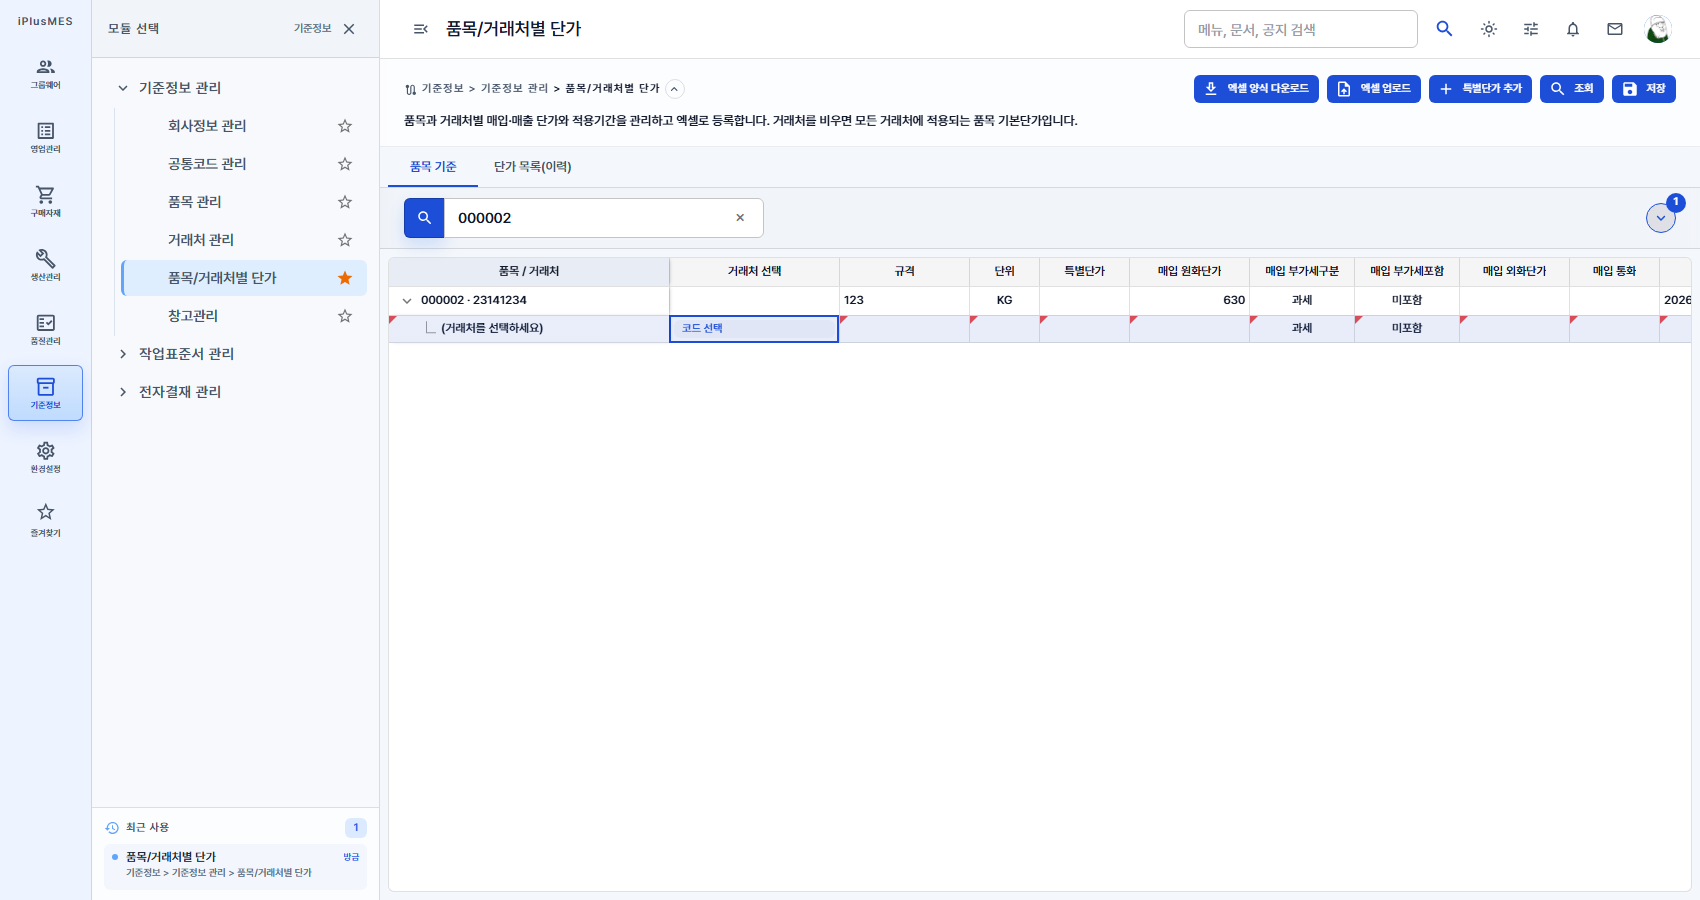 iPlusMES
모듈 선택
기준정보
품목/거래처별 단가
메뉴, 문서, 공지 검색
그룹웨어
영업관리
구매자재
생산관리
품질관리
기준정보
환경설정
즐겨찾기
기준정보 관리
회사정보 관리
공통코드 관리
품목 관리
거래처 관리
품목/거래처별 단가
창고관리
작업표준서 관리
전자결재 관리
최근 사용
1
품목/거래처별 단가
방금
기준정보 > 기준정보 관리 > 품목/거래처별 단가
기준정보 > 기준정보 관리 > 품목/거래처별 단가
엑셀 양식 다운로드
엑셀 업로드
특별단가 추가
조회
저장
품목과 거래처별 매입·매출 단가와 적용기간을 관리하고 엑셀로 등록합니다. 거래처를 비우면 모든 거래처에 적용되는 품목 기본단가입니다.
품목 기준
단가 목록(이력)
000002
1
품목 / 거래처 거래처 선택 규격 단위 특별단가 매입 원화단가 매입 부가세구분 매입 부가세포함 매입 외화단가 매입 통화
000002 · 23141234 123 KG 630 과세 미포함 2026
(거래처를 선택하세요) 코드 선택 과세 미포함